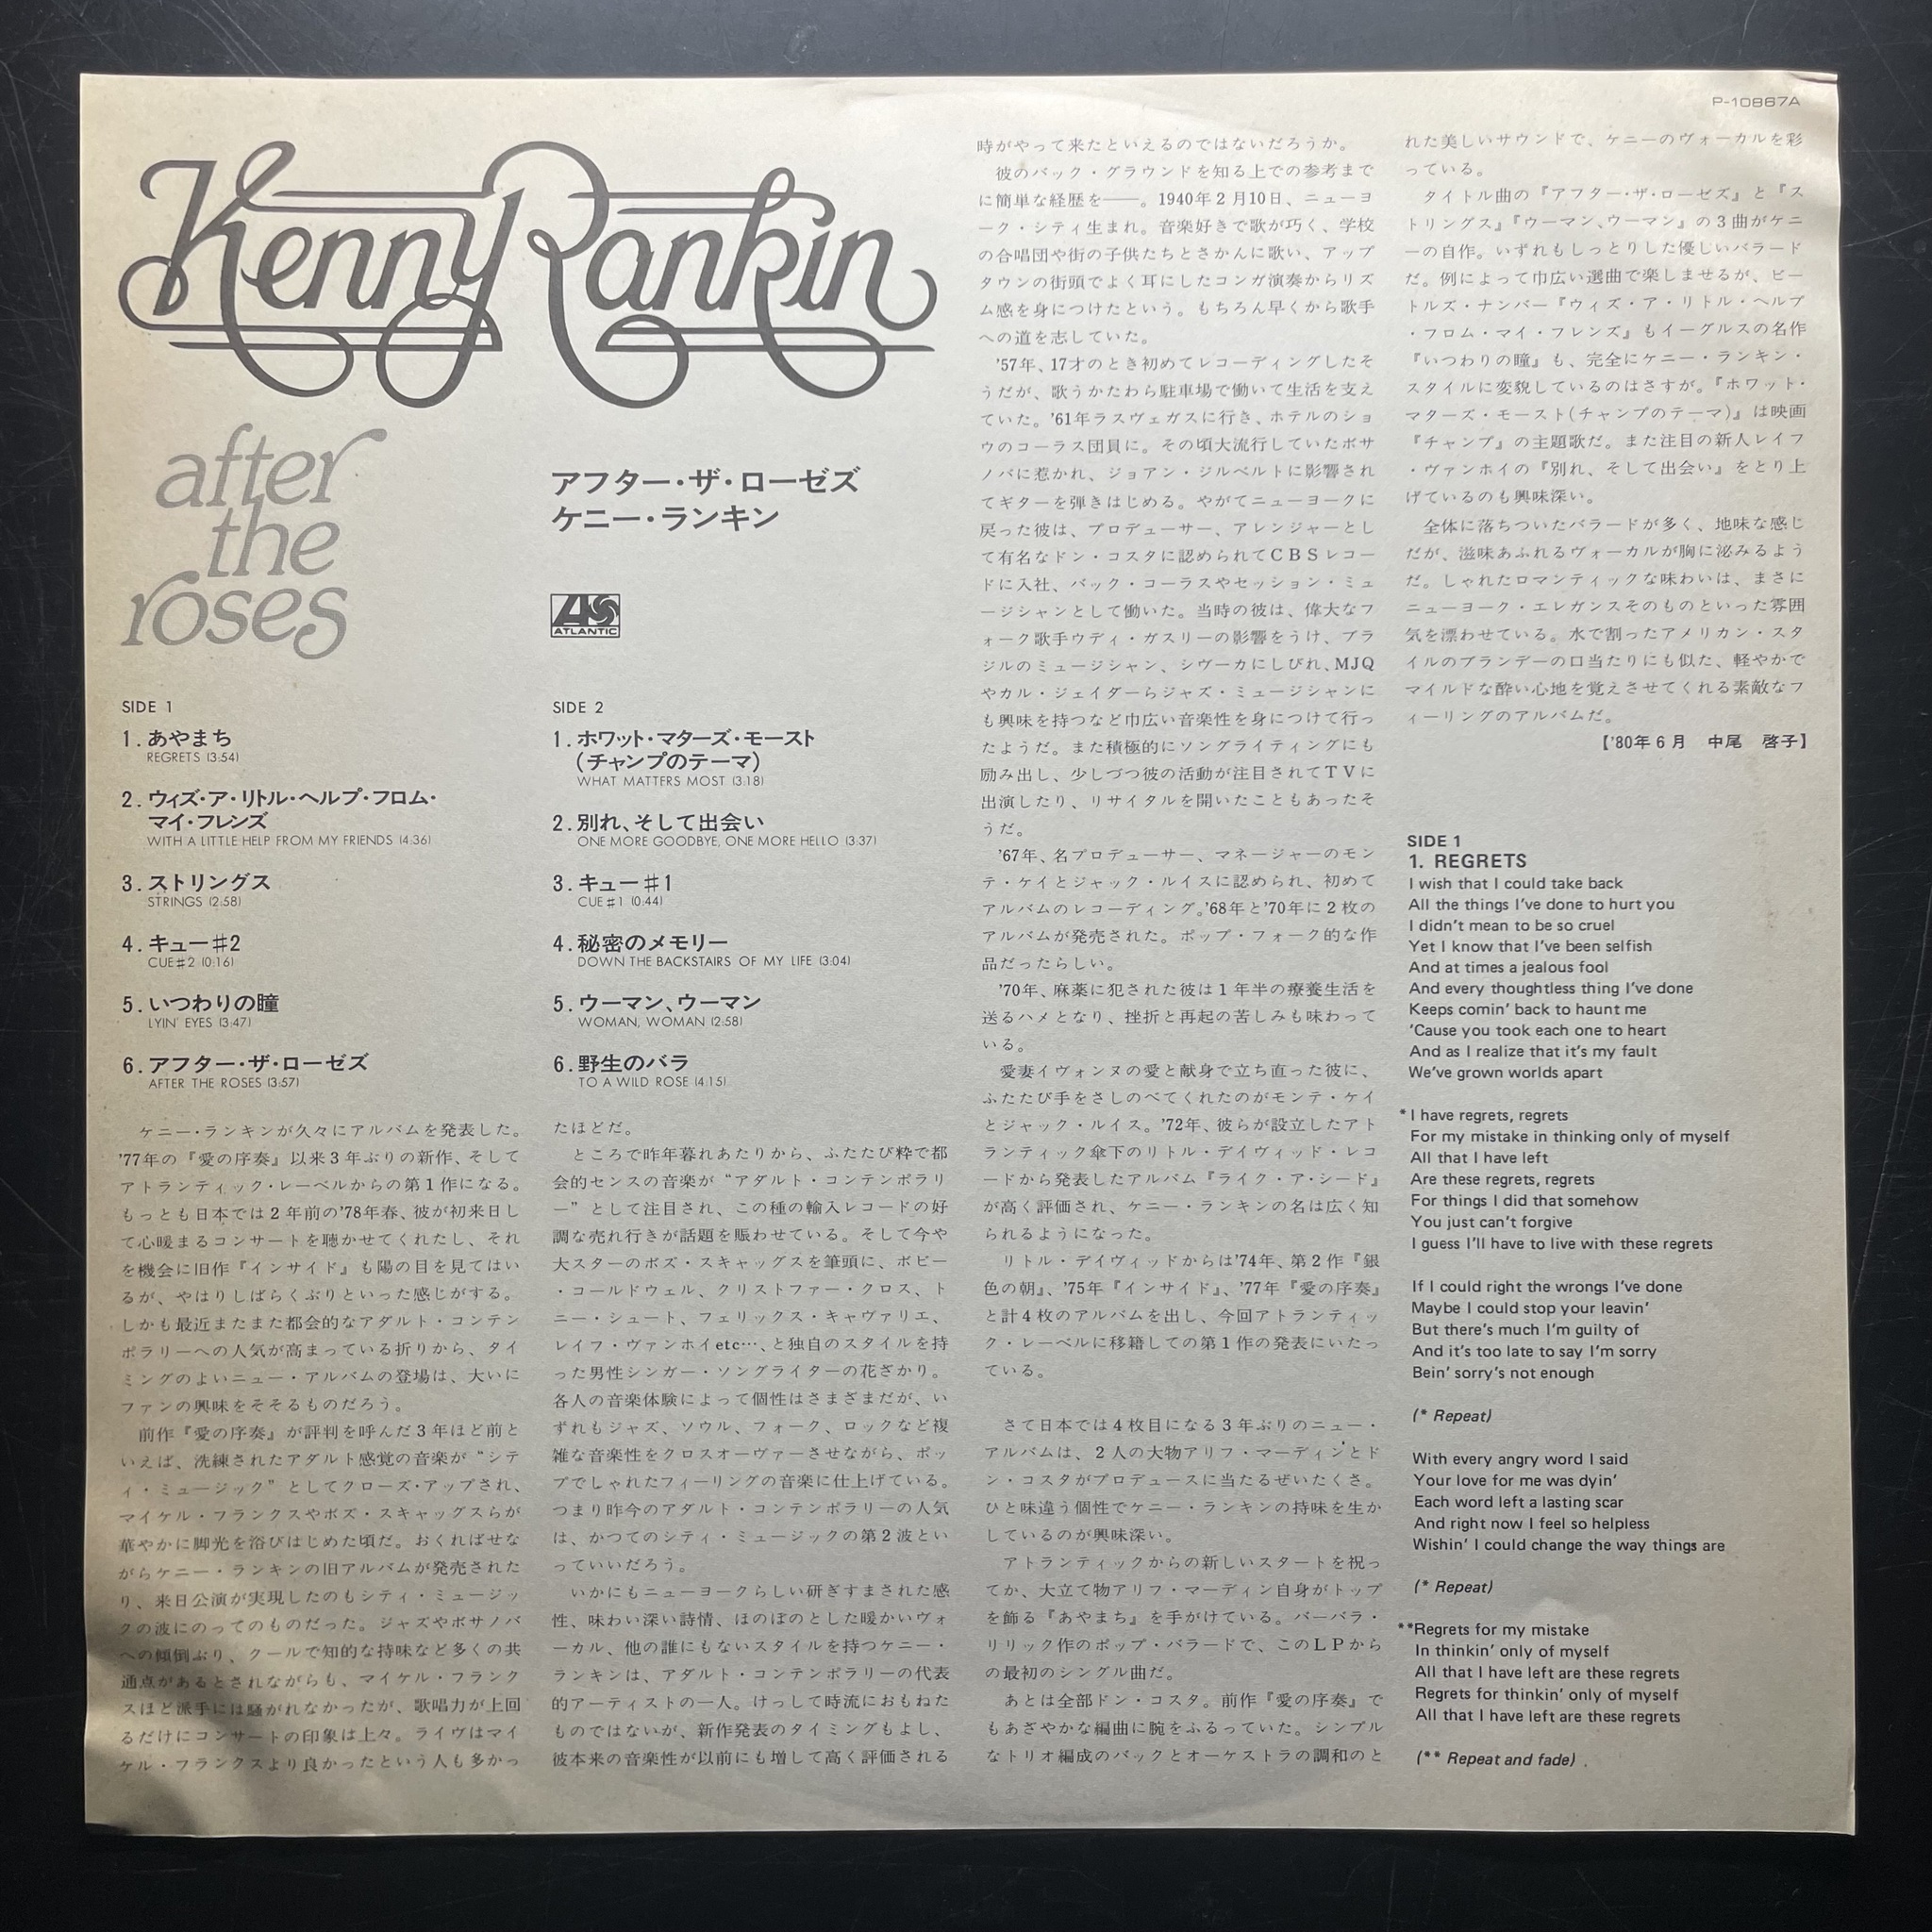 P-10867A
Kenny Rankin
after
the
roses
アフター・ザ・ローゼズ
ケニー・ランキン
ATLANTIC
SIDE 1
1. あやまち
REGRETS (3:54)
2. ウィズ・ア・リトル・ヘルプ・フロム・
マイ・フレンズ
WITH A LITTLE HELP FROM MY FRIENDS (4:36)
3. ストリングス
STRINGS (2:58)
4. キュー♯2
CUE♯2 (0:16)
5. いつわりの瞳
LYIN' EYES (3:47)
6. アフター・ザ・ローゼズ
AFTER THE ROSES (3:57)
SIDE 2
1. ホワット・マターズ・モースト
(チャンプのテーマ)
WHAT MATTERS MOST (3:18)
2. 別れ、そして出会い
ONE MORE GOODBYE, ONE MORE HELLO (3:37)
3. キュー♯1
CUE♯1 (0:44)
4. 秘密のメモリー
DOWN THE BACKSTAIRS OF MY LIFE (3:04)
5. ウーマン、ウーマン
WOMAN, WOMAN (2:58)
6. 野生のバラ
TO A WILD ROSE (4:15)
ケニー・ランキンが久々にアルバムを発表した。
'77年の『愛の序奏』以来3年ぶりの新作、そして
アトランティック・レーベルからの第1作になる。
もっとも日本では2年前の'78年春、彼が初来日し
て心暖まるコンサートを聴かせてくれたし、それ
を機会に旧作『インサイド』も陽の目を見てはい
るが、やはりしばらくぶりといった感じがする。
しかも最近またまた都会的なアダルト・コンテン
ポラリーへの人気が高まっている折りから、タイ
ミングのよいニュー・アルバムの登場は、大いに
ファンの興味をそそるものだろう。
前作『愛の序奏』が評判を呼んだ3年ほど前と
いえば、洗練されたアダルト感覚の音楽が“シテ
ィ・ミュージック”としてクローズ・アップされ、
マイケル・フランクスやボズ・スキャッグスらが
華やかに脚光を浴びはじめた頃だ。おくればせな
がらケニー・ランキンの旧アルバムが発売された
り、来日公演が実現したのもシティ・ミュージッ
クの波にのってのものだった。ジャズやボサノバ
への傾倒ぶり、クールで知的な持味など多くの共
通点があるとされながらも、マイケル・フランク
スほど派手には騒がれなかったが、歌唱力が上回
るだけにコンサートの印象は上々。ライヴはマイ
ケル・フランクスより良かったという人も多かっ
たほどだ。
ところで昨年暮れあたりから、ふたたび粋で都
会的センスの音楽が“アダルト・コンテンポラリ
ー”として注目され、この種の輸入レコードの好
調な売れ行きが話題を賑わせている。そして今や
大スターのボズ・スキャッグスを筆頭に、ボビー
・コールドウェル、クリストファー・クロス、ト
ニー・シュート、フェリックス・キャヴァリエ、
レイフ・ヴァンホイetc…、と独自のスタイルを持
った男性シンガー・ソングライターの花ざかり。
各人の音楽体験によって個性はさまざまだが、い
ずれもジャズ、ソウル、フォーク、ロックなど複
雑な音楽性をクロスオーヴァーさせながら、ポッ
プでしゃれたフィーリングの音楽に仕上げている。
つまり昨今のアダルト・コンテンポラリーの人気
は、かつてのシティ・ミュージックの第2波とい
っていいだろう。
いかにもニューヨークらしい研ぎすまされた感
性、味わい深い詩情、ほのぼのとした暖かいヴォ
ーカル、他の誰にもないスタイルを持つケニー・
ランキンは、アダルト・コンテンポラリーの代表
的アーティストの一人。けっして時流におもねた
ものではないが、新作発表のタイミングもよし、
彼本来の音楽性が以前にも増して高く評価される
時がやって来たといえるのではないだろうか。
彼のバック・グラウンドを知る上での参考まで
に簡単な経歴を――。1940年2月10日、ニューヨ
ーク・シティ生まれ。音楽好きで歌が巧く、学校
の合唱団や街の子供たちとさかんに歌い、アップ
タウンの街頭でよく耳にしたコンガ演奏からリズ
ム感を身につけたという。もちろん早くから歌手
への道を志していた。
'57年、17才のとき初めてレコーディングしたそ
うだが、歌うかたわら駐車場で働いて生活を支え
ていた。'61年ラスヴェガスに行き、ホテルのショ
ウのコーラス団員に。その頃大流行していたボサ
ノバに惹かれ、ジョアン・ジルベルトに影響され
てギターを弾きはじめる。やがてニューヨークに
戻った彼は、プロデューサー、アレンジャーとし
て有名なドン・コスタに認められてCBSレコー
ドに入社、バック・コーラスやセッション・ミュ
ージシャンとして働いた。当時の彼は、偉大なフ
ォーク歌手ウディ・ガスリーの影響をうけ、ブラ
ジルのミュージシャン、シヴーカにしびれ、MJQ
やカル・ジェイダーらジャズ・ミュージシャンに
も興味を持つなど巾広い音楽性を身につけて行っ
たようだ。また積極的にソングライティングにも
励み出し、少しづつ彼の活動が注目されてTVに
出演したり、リサイタルを開いたこともあったそ
うだ。
'67年、名プロデューサー、マネージャーのモン
テ・ケイとジャック・ルイスに認められ、初めて
アルバムのレコーディング。'68年と'70年に2枚の
アルバムが発売された。ポップ・フォーク的な作
品だったらしい。
'70年、麻薬に犯された彼は1年半の療養生活を
送るハメとなり、挫折と再起の苦しみも味わって
いる。
愛妻イヴォンヌの愛と献身で立ち直った彼に、
ふたたび手をさしのべてくれたのがモンテ・ケイ
とジャック・ルイス。'72年、彼らが設立したアト
ランティック傘下のリトル・デイヴィッド・レコ
ードから発表したアルバム『ライク・ア・シード』
が高く評価され、ケニー・ランキンの名は広く知
られるようになった。
リトル・デイヴィッドからは'74年、第2作『銀
色の朝』、'75年『インサイド』、'77年『愛の序奏』
と計4枚のアルバムを出し、今回アトランティッ
ク・レーベルに移籍しての第1作の発表にいたっ
ている。
さて日本では4枚目になる3年ぶりのニュー・
アルバムは、2人の大物アリフ・マーディンとド
ン・コスタがプロデュースに当たるぜいたくさ。
ひと味違う個性でケニー・ランキンの持味を生か
しているのが興味深い。
アトランティックからの新しいスタートを祝っ
てか、大立て物アリフ・マーディン自身がトップ
を飾る『あやまち』を手がけている。バーバラ・
リリック作のポップ・バラードで、このLPから
の最初のシングル曲だ。
あとは全部ドン・コスタ。前作『愛の序奏』で
もあざやかな編曲に腕をふるっていた。シンプル
なトリオ編成のバックとオーケストラの調和のと
れた美しいサウンドで、ケニーのヴォーカルを彩
っている。
タイトル曲の『アフター・ザ・ローゼズ』と『ス
トリングス』『ウーマン、ウーマン』の3曲がケニ
ーの自作。いずれもしっとりした優しいバラード
だ。例によって巾広い選曲で楽しませるが、ビー
トルズ・ナンバー『ウィズ・ア・リトル・ヘルプ
・フロム・マイ・フレンズ』もイーグルスの名作
『いつわりの瞳』も、完全にケニー・ランキン・
スタイルに変貌しているのはさすが。『ホワット・
マターズ・モースト(チャンプのテーマ)』は映画
『チャンプ』の主題歌だ。また注目の新人レイフ
・ヴァンホイの『別れ、そして出会い』をとり上
げているのも興味深い。
全体に落ちついたバラードが多く、地味な感じ
だが、滋味あふれるヴォーカルが胸に泌みるよう
だ。しゃれたロマンティックな味わいは、まさに
ニューヨーク・エレガンスそのものといった雰囲
気を漂わせている。水で割ったアメリカン・スタ
イルのブランデーの口当たりにも似た、軽やかで
マイルドな酔い心地を覚えさせてくれる素敵なフ
ィーリングのアルバムだ。
【'80年6月 中尾 啓子】
SIDE 1
1. REGRETS
I wish that I could take back
All the things I've done to hurt you
I didn't mean to be so cruel
Yet I know that I've been selfish
And at times a jealous fool
And every thoughtless thing I've done
Keeps comin' back to haunt me
'Cause you took each one to heart
And as I realize that it's my fault
We've grown worlds apart
* I have regrets, regrets
For my mistake in thinking only of myself
All that I have left
Are these regrets, regrets
For things I did that somehow
You just can't forgive
I guess I'll have to live with these regrets
If I could right the wrongs I've done
Maybe I could stop your leavin'
But there's much I'm guilty of
And it's too late to say I'm sorry
Bein' sorry's not enough
(* Repeat)
With every angry word I said
Your love for me was dyin'
Each word left a lasting scar
And right now I feel so helpless
Wishin' I could change the way things are
(* Repeat)
**Regrets for my mistake
In thinkin' only of myself
All that I have left are these regrets
Regrets for thinkin' only of myself
All that I have left are these regrets
(** Repeat and fade)